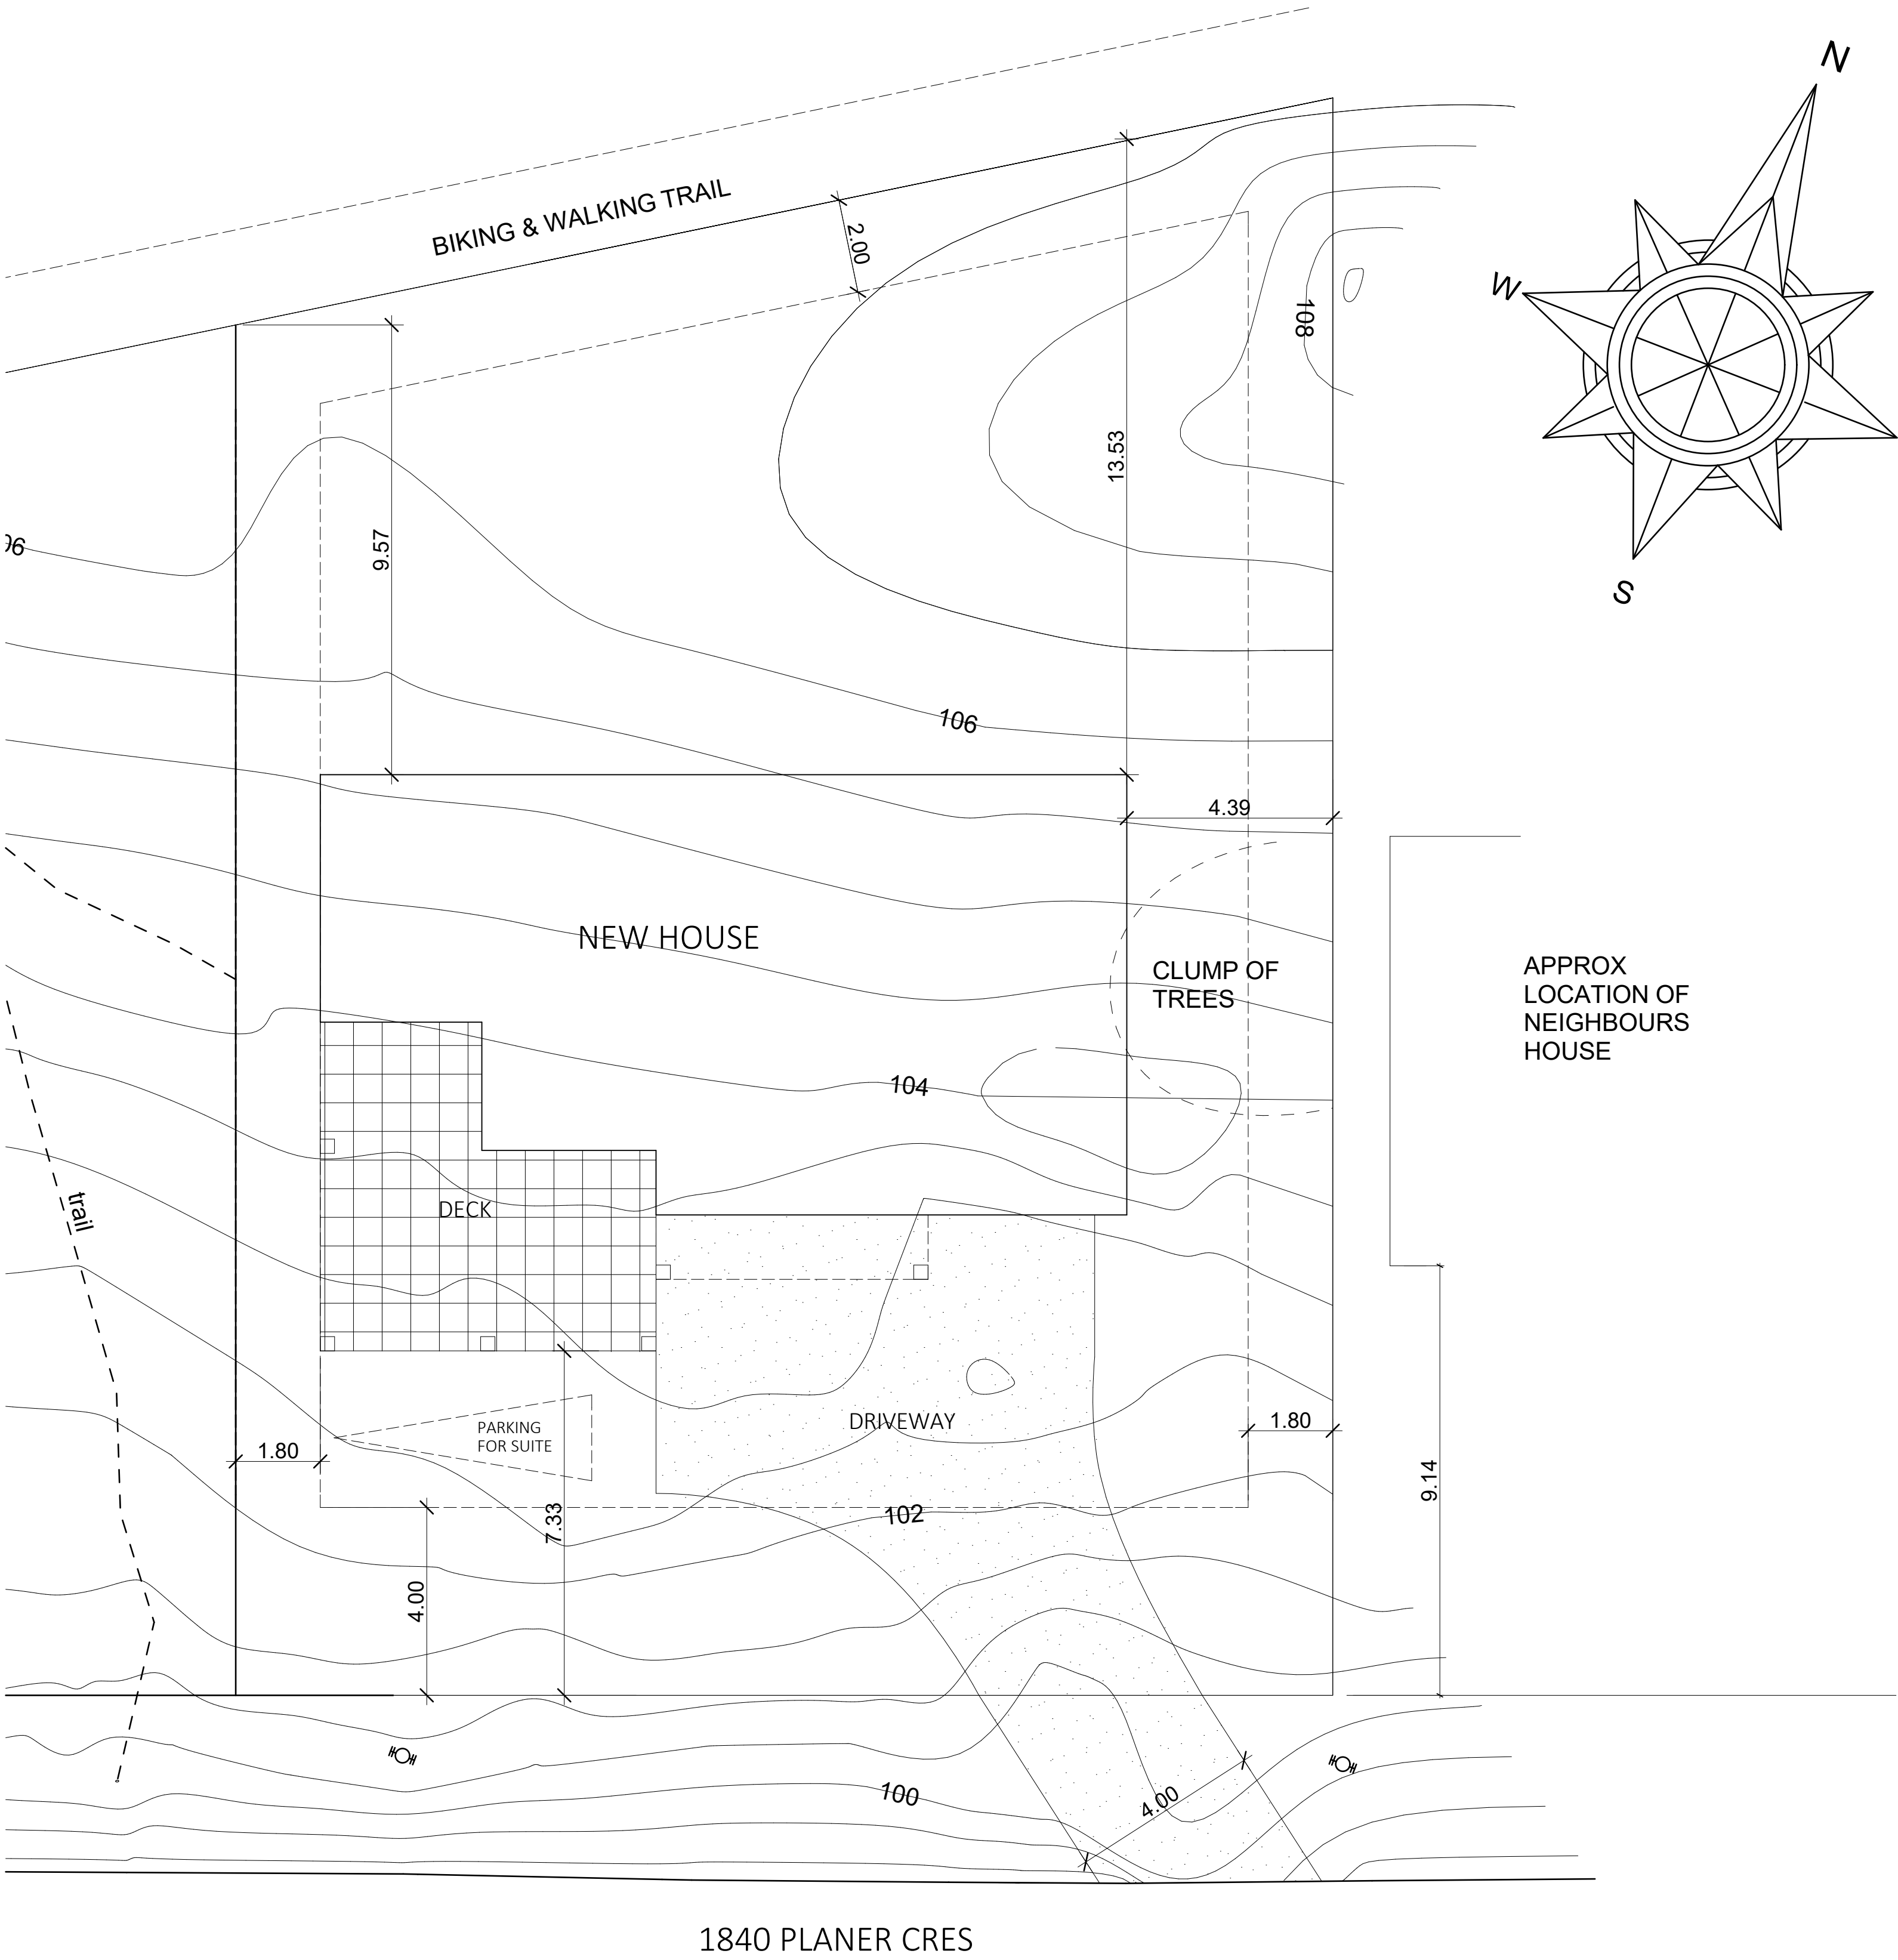 N
BIKING & WALKING TRAIL
2.00
W
108
S
13.53
9.57
06
106
4.39
NEW HOUSE
CLUMP OF
TREES
APPROX
LOCATION OF
NEIGHBOURS
HOUSE
104
trail
DECK
DRIVEWAY
PARKING
FOR SUITE
1.80
1.80
9.14
7.33
102
4.00
100
4.00
1840 PLANER CRES